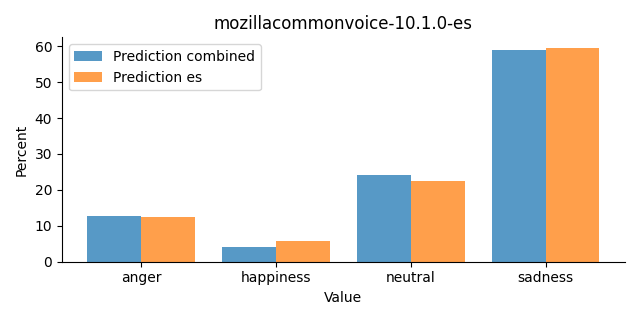 mozillacommonvoice-10.1.0-es
Prediction combined
Prediction es
Percent
60
50
40
30
20
10
0
anger happiness neutral sadness
Value